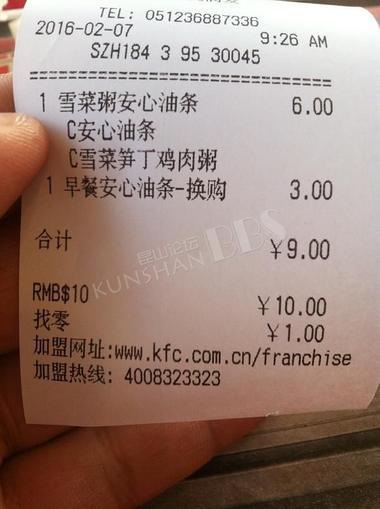 TEL: 051236887336
2016-02-07 9:26 AM
SZH184 3 95 30045
1 雪菜粥安心油条 6.00
C安心油条
C雪菜笋丁鸡肉粥
1 早餐安心油条-换购 3.00
合计 ¥9.00
昆山论坛
KUNSHAN BBS
RMB$10 ¥10.00
找零 ¥1.00
加盟网址:www.kfc.com.cn/franchise
加盟热线: 4008323323